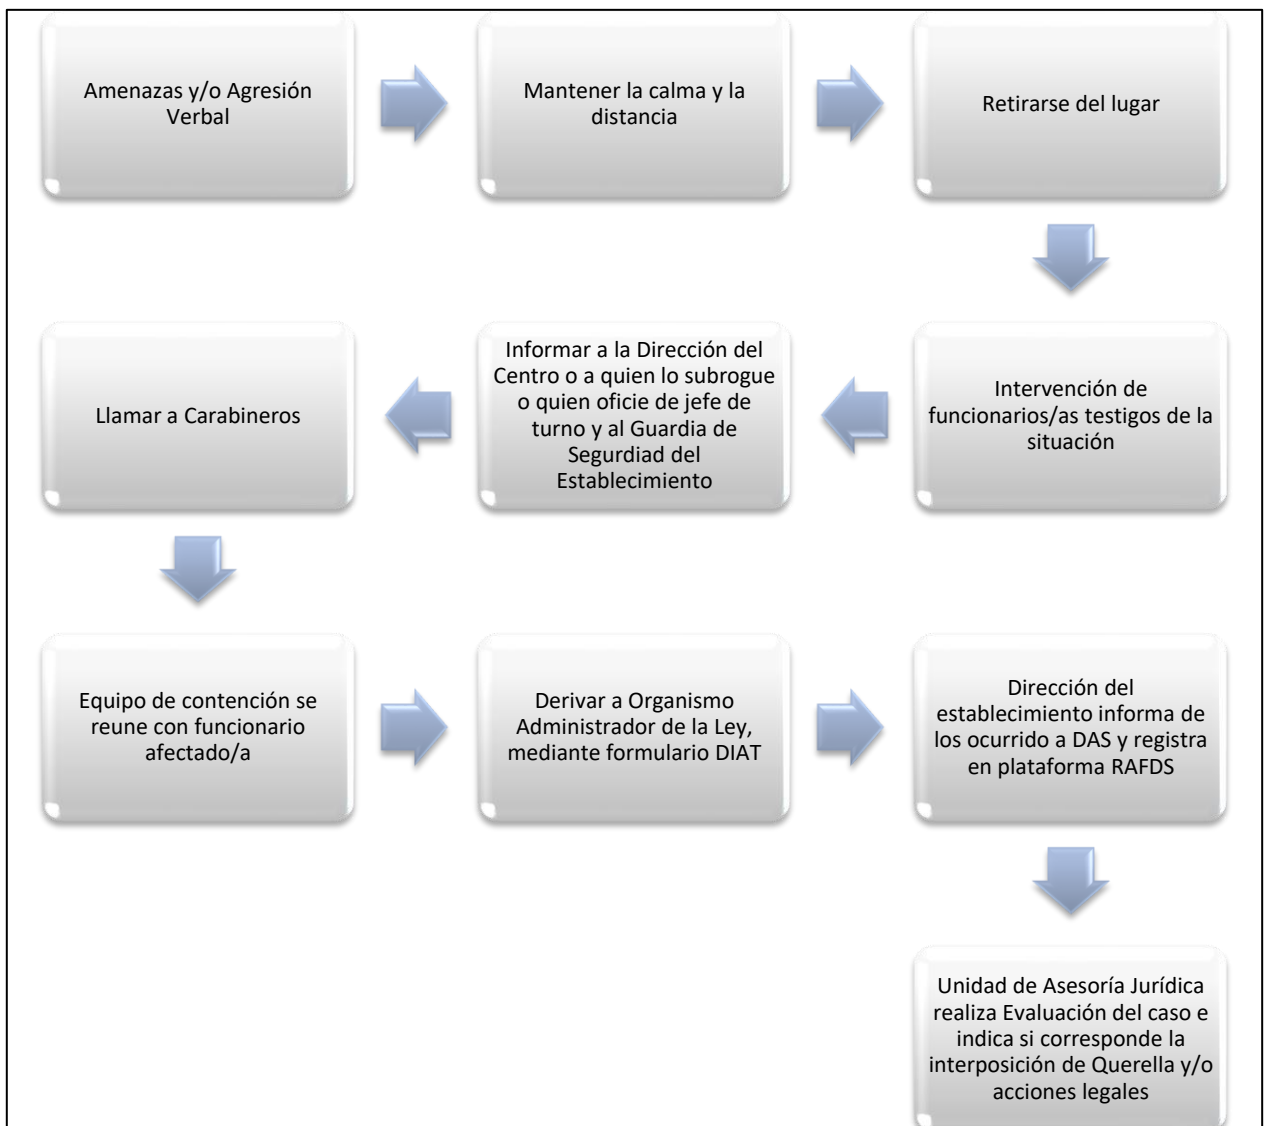 Amenazas y/o Agresión
Verbal
Mantener la calma y la
distancia
Retirarse del lugar
Intervención de
funcionarios/as testigos de la
situación
Informar a la Dirección del
Centro o a quien lo subrogue
o quien oficie de jefe de
turno y al Guardia de
Segurdiad del
Establecimiento
Llamar a Carabineros
Equipo de contención se
reune con funcionario
afectado/a
Derivar a Organismo
Administrador de la Ley,
mediante formulario DIAT
Dirección del
establecimiento informa de
los ocurrido a DAS y registra
en plataforma RAFDS
Unidad de Asesoría Jurídica
realiza Evaluación del caso e
indica si corresponde la
interposición de Querella y/o
acciones legales